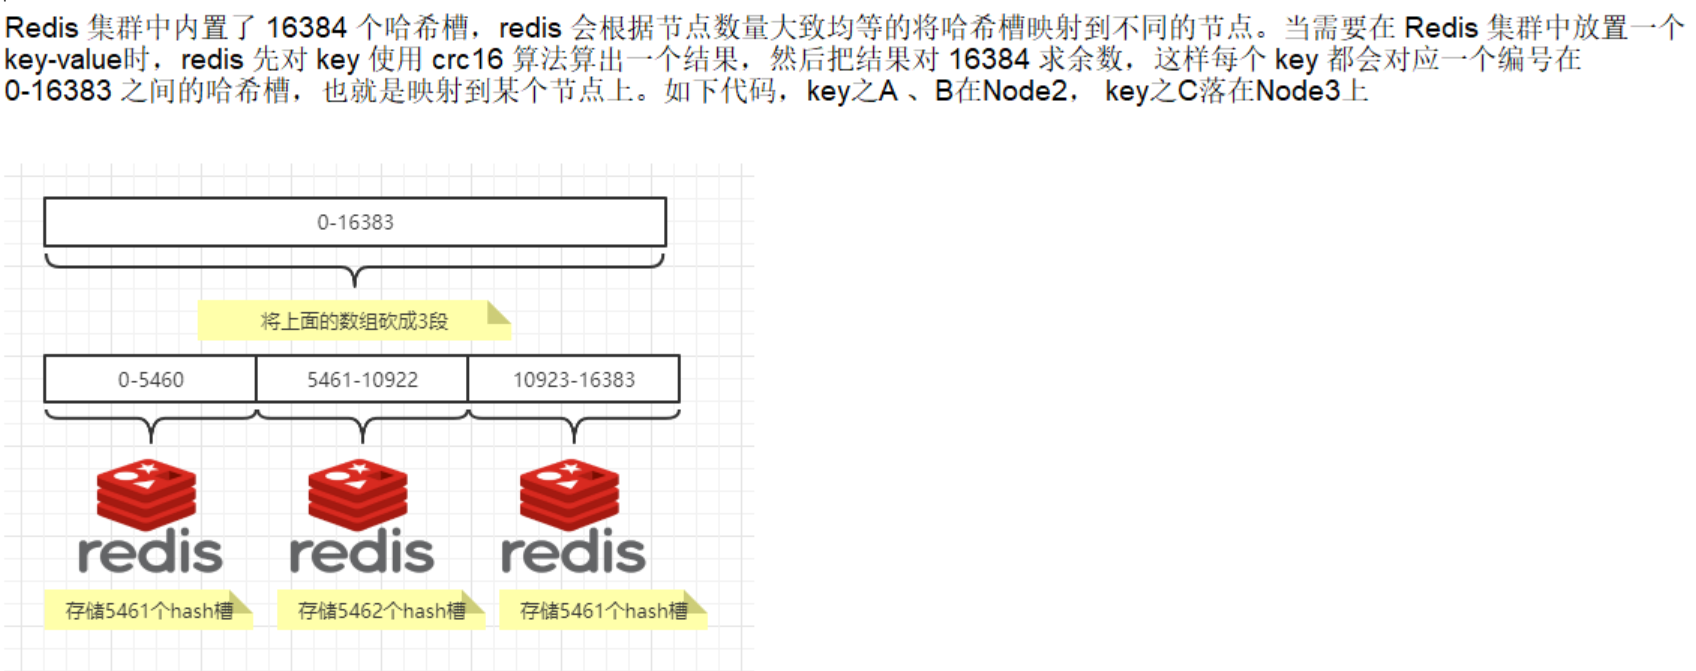 Redis 集群中内置了 16384 个哈希槽，redis 会根据节点数量大致均等的将哈希槽映射到不同的节点。当需要在 Redis 集群中放置一个
key-value时，redis 先对 key 使用 crc16 算法算出一个结果，然后把结果对 16384 求余数，这样每个 key 都会对应一个编号在
0-16383 之间的哈希槽，也就是映射到某个节点上。如下代码，key之A 、B在Node2， key之C落在Node3上
0-16383
将上面的数组砍成3段
0-5460 5461-10922 10923-16383
redis redis redis
存储5461个hash槽 存储5462个hash槽 存储5461个hash槽